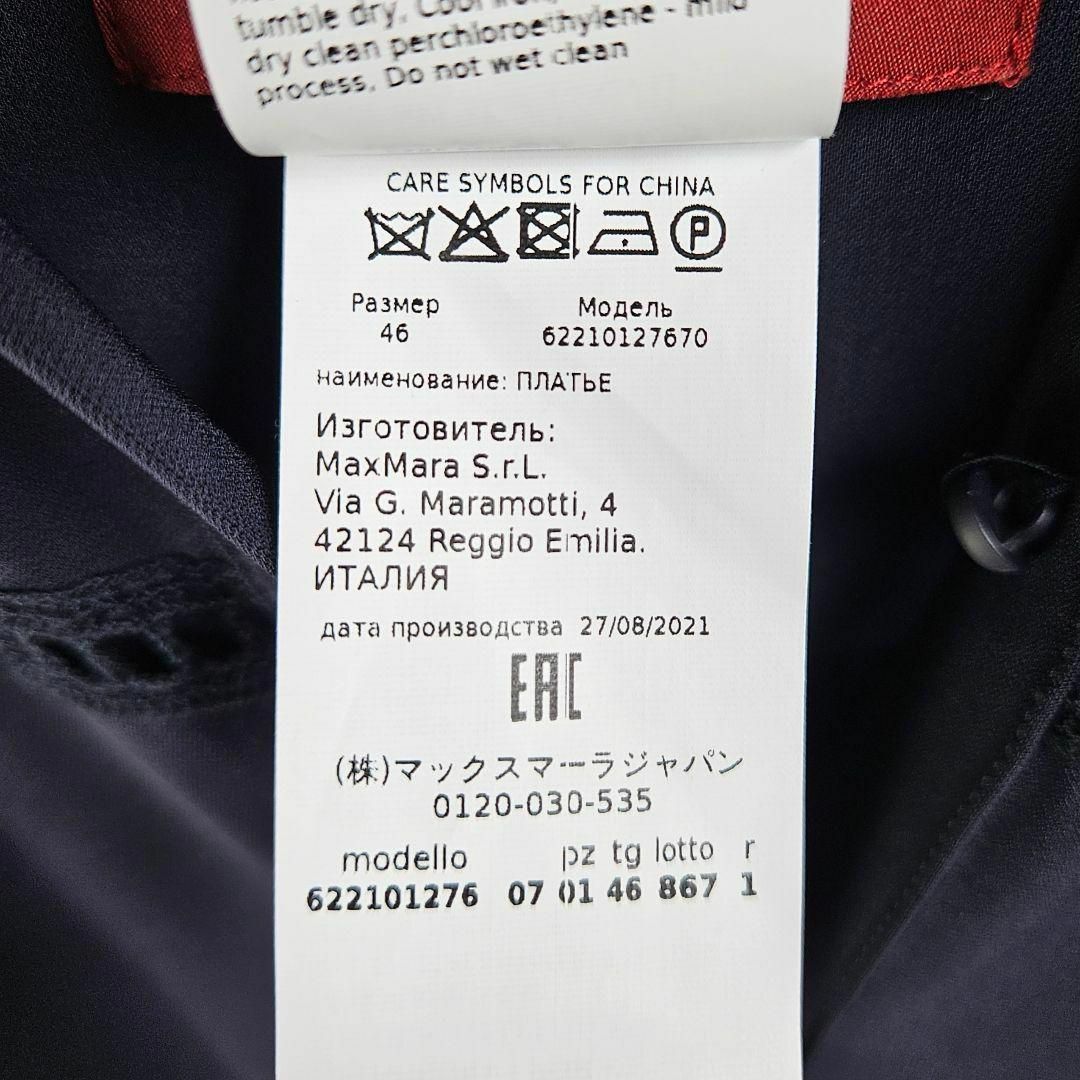 tumble dry. Cool iron,
dry clean perchloroethylene - mild
process, Do not wet clean
CARE SYMBOLS FOR CHINA
P
Размер Модель
46 62210127670
наименование: ПЛАТЬЕ
Изготовитель:
MaxMara S.r.L.
Via G. Maramotti, 4
42124 Reggio Emilia.
ИТАЛИЯ
дата производства 27/08/2021
EAC
(株)マックスマーラジャパン
0120-030-535
modello pz tg lotto r
622101276 07 01 46 867 1